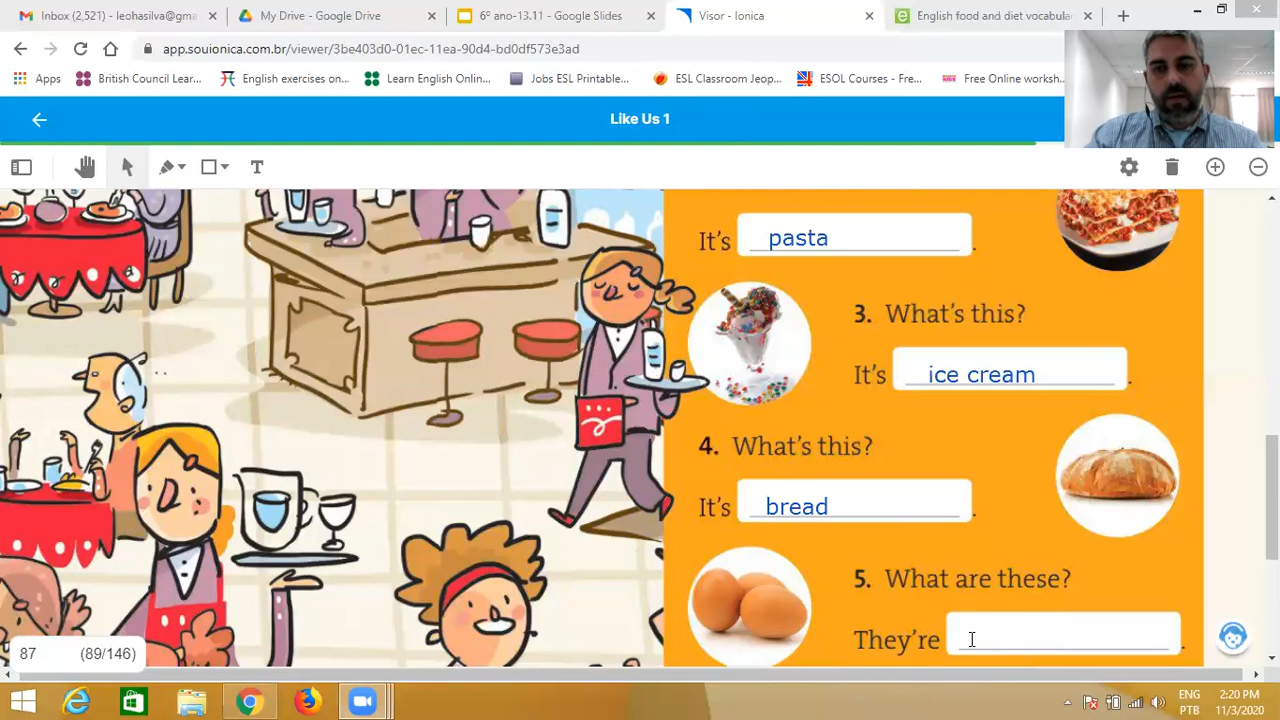 Inbox (2,521) - leohasilva@gma
My Drive - Google Drive
6º ano-13.11 - Google Slides
Visor - Ionica
English food and diet vocabula
app.souionica.com.br/viewer/3be403d0-01ec-11ea-90d4-bd0df573e3ad
Apps
British Council Lear...
English exercises on...
Learn English Onlin...
Jobs ESL Printable...
ESL Classroom Jeop...
ESOL Courses - Fre...
Free Online worksh...
Like Us 1
T
It's pasta.
3. What's this?
It's ice cream.
4. What's this?
It's bread.
5. What are these?
They're .
87 (89/146)
ENG 2:20 PM
PTB 11/3/2020